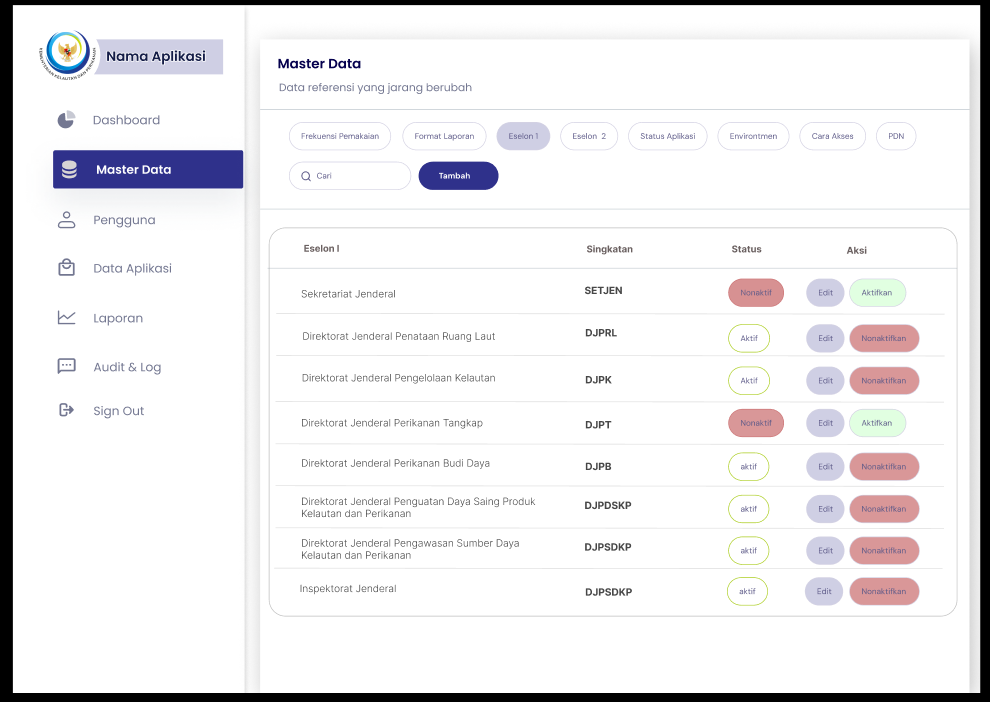 KEMENTERIAN KELAUTAN DAN PERIKANAN
Nama Aplikasi
Dashboard
Master Data
Pengguna
Data Aplikasi
Laporan
Audit & Log
Sign Out
Master Data
Data referensi yang jarang berubah
Frekuensi Pemakaian Format Laporan Eselon 1 Eselon 2 Status Aplikasi Environtmen Cara Akses PDN
Cari Tambah
Eselon I Singkatan Status Aksi
Sekretariat Jenderal SETJEN Nonaktif Edit Aktifkan
Direktorat Jenderal Penataan Ruang Laut DJPRL Aktif Edit Nonaktifkan
Direktorat Jenderal Pengelolaan Kelautan DJPK Aktif Edit Nonaktifkan
Direktorat Jenderal Perikanan Tangkap DJPT Nonaktif Edit Aktifkan
Direktorat Jenderal Perikanan Budi Daya DJPB aktif Edit Nonaktifkan
Direktorat Jenderal Penguatan Daya Saing Produk
Kelautan dan Perikanan DJPDSKP aktif Edit Nonaktifkan
Direktorat Jenderal Pengawasan Sumber Daya
Kelautan dan Perikanan DJPSDKP aktif Edit Nonaktifkan
Inspektorat Jenderal DJPSDKP aktif Edit Nonaktifkan